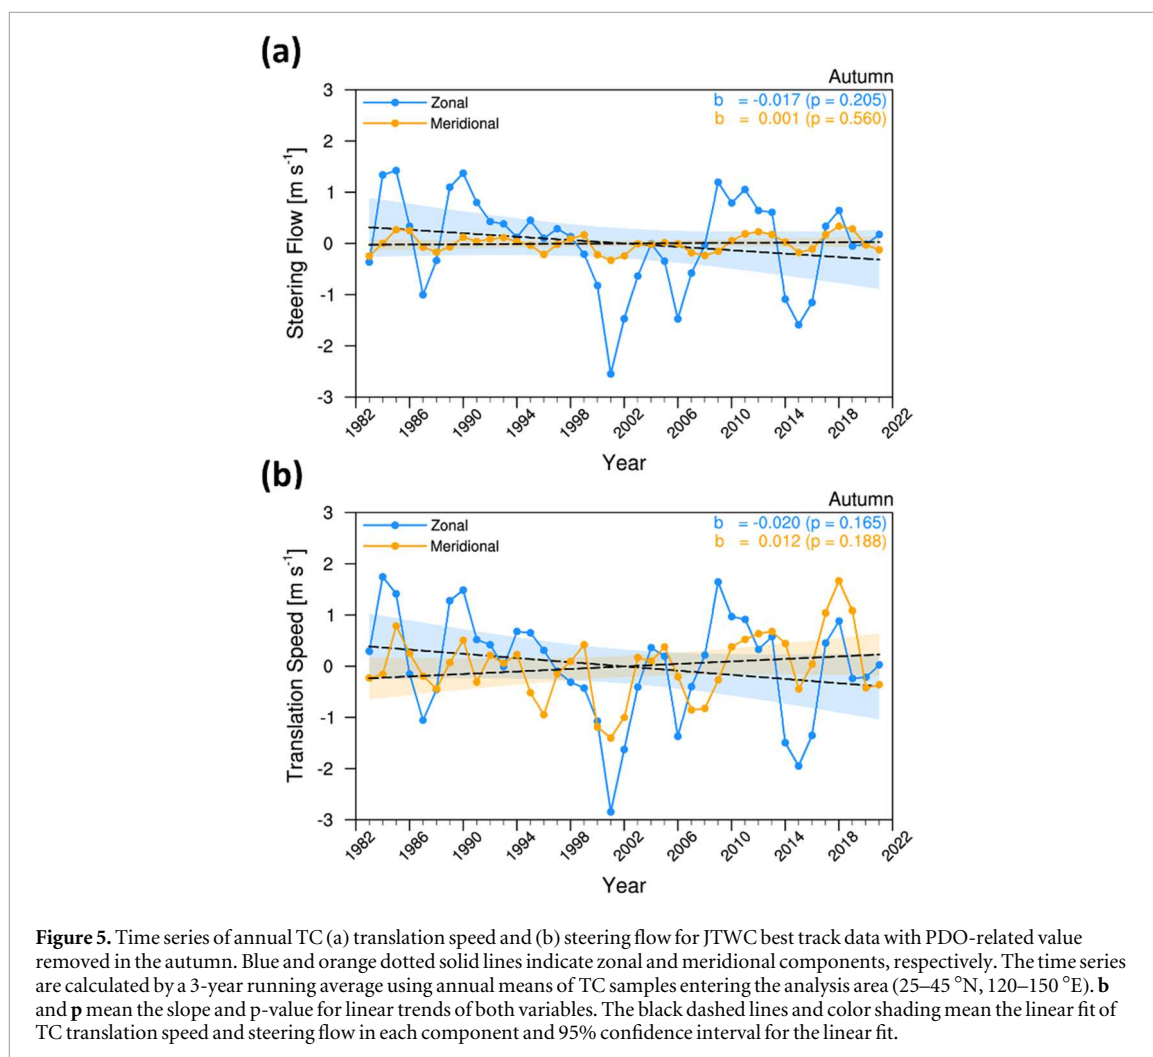 (a)
Autumn
3
2
1
0
-1
-2
-3
Steering Flow [m s⁻¹]
Zonal
Meridional
b = -0.017 (p = 0.205)
b = 0.001 (p = 0.560)
1982 1986 1990 1994 1998 2002 2006 2010 2014 2018 2022
Year
(b)
Autumn
3
2
1
0
-1
-2
-3
Translation Speed [m s⁻¹]
Zonal
Meridional
b = -0.020 (p = 0.165)
b = 0.012 (p = 0.188)
1982 1986 1990 1994 1998 2002 2006 2010 2014 2018 2022
Year
Figure 5. Time series of annual TC (a) translation speed and (b) steering flow for JTWC best track data with PDO-related value
removed in the autumn. Blue and orange dotted solid lines indicate zonal and meridional components, respectively. The time series
are calculated by a 3-year running average using annual means of TC samples entering the analysis area (25–45 °N, 120–150 °E). b
and p mean the slope and p-value for linear trends of both variables. The black dashed lines and color shading mean the linear fit of
TC translation speed and steering flow in each component and 95% confidence interval for the linear fit.